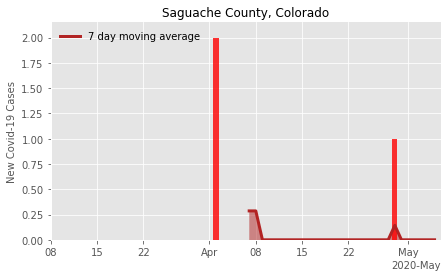 Saguache County, Colorado
7 day moving average
New Covid-19 Cases
2.00
1.75
1.50
1.25
1.00
0.75
0.50
0.25
0.00
08 15 22 Apr 08 15 22 May
2020-May